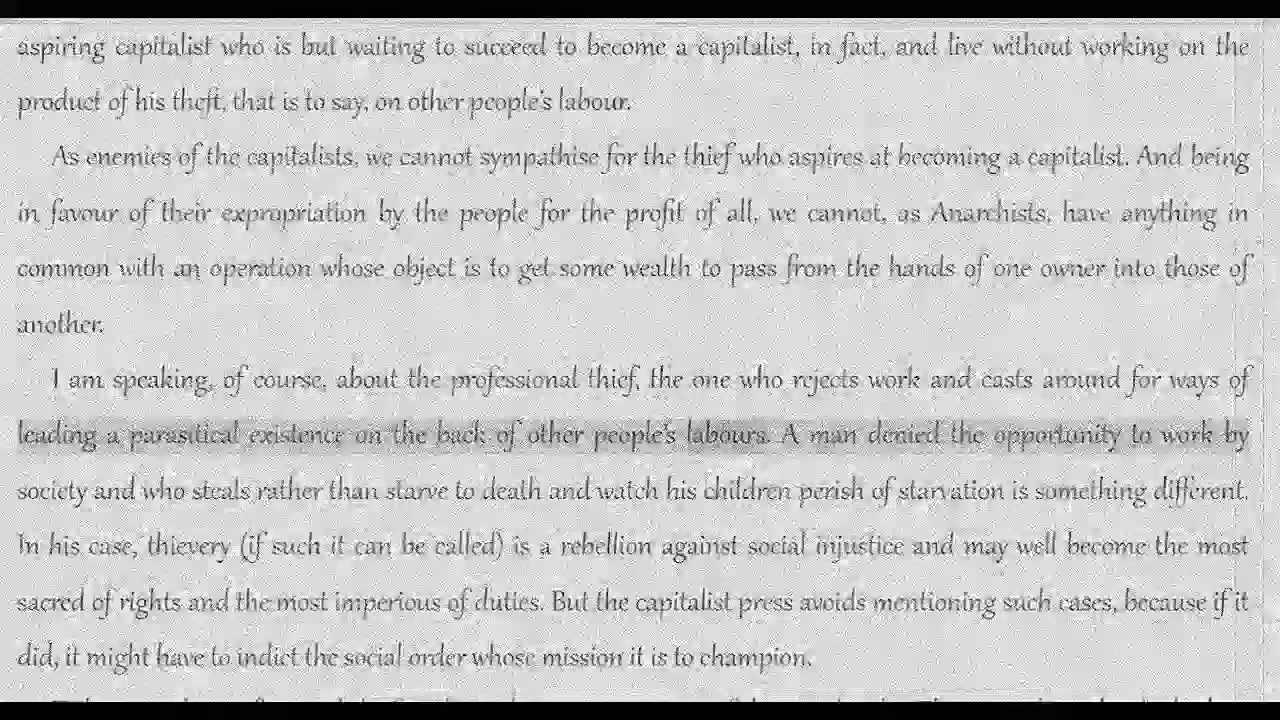 aspiring capitalist who is but waiting to succeed to become a capitalist, in fact, and live without working on the
product of his theft, that is to say, on other people's labour.
As enemies of the capitalists, we cannot sympathise for the thief who aspires at becoming a capitalist. And being
in favour of their expropriation by the people for the profit of all, we cannot, as Anarchists, have anything in
common with an operation whose object is to get some wealth to pass from the hands of one owner into those of
another.
I am speaking, of course, about the professional thief, the one who rejects work and casts around for ways of
leading a parasitical existence on the back of other people's labours. A man denied the opportunity to work by
society and who steals rather than starve to death and watch his children perish of starvation is something different.
In his case, thievery (if such it can be called) is a rebellion against social injustice and may well become the most
sacred of rights and the most imperious of duties. But the capitalist press avoids mentioning such cases, because if it
did, it might have to indict the social order whose mission it is to champion.